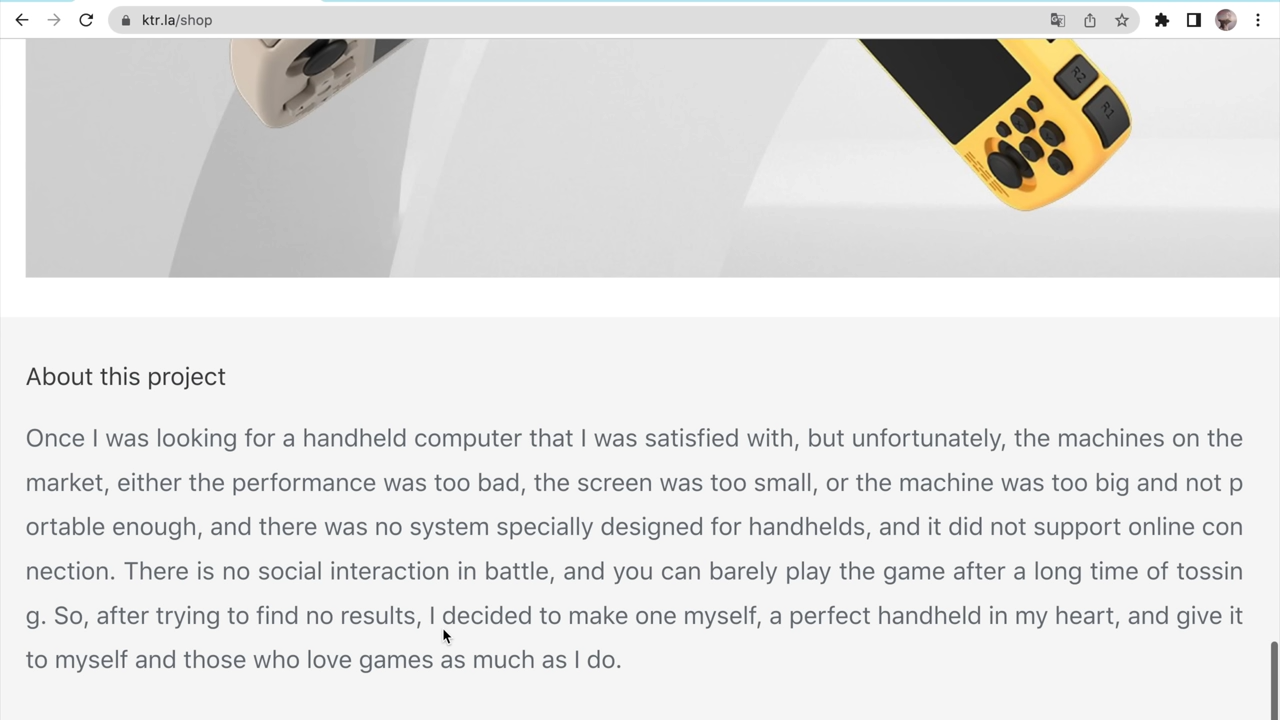 ktr.la/shop
R2
R1
About this project
Once I was looking for a handheld computer that I was satisfied with, but unfortunately, the machines on the
market, either the performance was too bad, the screen was too small, or the machine was too big and not p
ortable enough, and there was no system specially designed for handhelds, and it did not support online con
nection. There is no social interaction in battle, and you can barely play the game after a long time of tossin
g. So, after trying to find no results, I decided to make one myself, a perfect handheld in my heart, and give it
to myself and those who love games as much as I do.